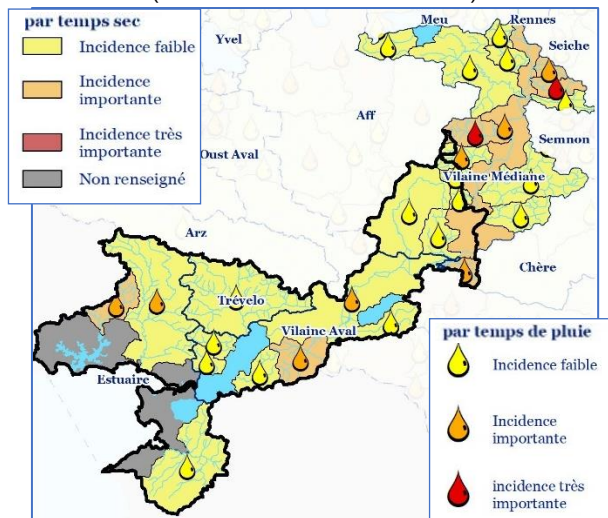 par temps sec
Incidence faible
Incidence
importante
Incidence très
importante
Non renseigné
Meu
Rennes
Yvel
Seiche
Aff
Oust Aval
Semnon
Vilaine Médiane
Arz
Chère
Trévelo
Vilaine Aval
Estuaire
par temps de pluie
Incidence faible
Incidence
importante
incidence très
importante